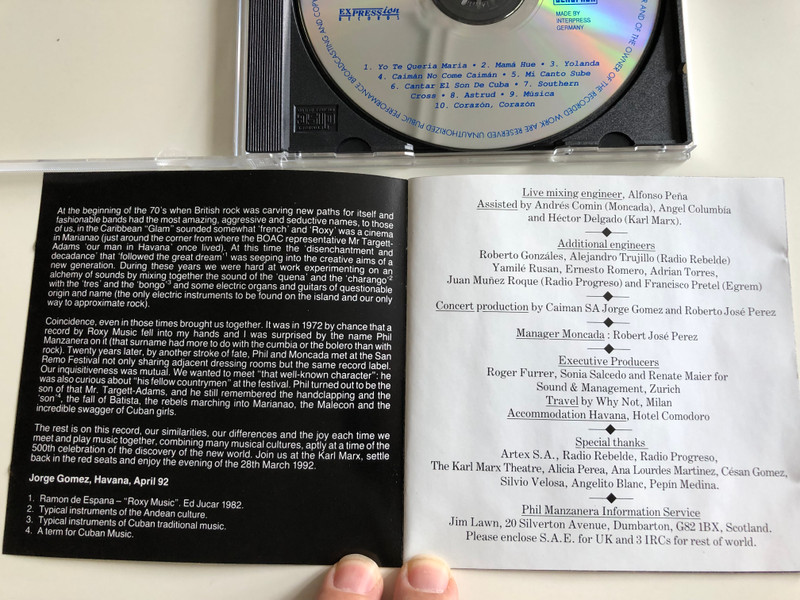 EXPRESSion
MADE BY
INTERPRESS
GERMANY
OR AND OF THE OWNER OF THE RECORDED WORK ARE RESERVED UNAUTHORIZED PUBLIC PERFORMANCE BROADCASTING AND COPY
1. Yo Te Queria Maria • 2. Mamá Hue • 3. Yolanda
4. Caimán No Come Caimán • 5. Mi Canto Sube
6. Cantar El Son De Cuba • 7. Southern
Cross • 8. Astrud • 9. Música
10. Corazón, Corazón
At the beginning of the 70's when British rock was carving new paths for itself and
fashionable bands had the most amazing, aggressive and seductive names, to those
of us, in the Caribbean "Glam" sounded somewhat 'french' and 'Roxy' was a cinema
in Marianao (just around the corner from where the BOAC representative Mr Targett-
Adams 'our man in Havana' once lived). At this time the 'disenchantment and
decadance' that 'followed the great dream'1 was seeping into the creative aims of a
new generation. During these years we were hard at work experimenting on an
alchemy of sounds by mixing together the sound of the 'quena' and the 'charango'2
with the 'tres' and the 'bongo'3 and some electric organs and guitars of questionable
origin and name (the only electric instruments to be found on the island and our only
way to approximate rock).
Coincidence, even in those times brought us together. It was in 1972 by chance that a
record by Roxy Music fell into my hands and I was surprised by the name Phil
Manzanera on it (that surname had more to do with the cumbia or the bolero than with
rock). Twenty years later, by another stroke of fate, Phil and Moncada met at the San
Remo Festival not only sharing adjacent dressing rooms but the same record label.
Our inquisitiveness was mutual. We wanted to meet "that well-known character": he
was also curious about "his fellow countrymen" at the festival. Phil turned out to be the
son of that Mr. Targett-Adams, and he still remembered the handclapping and the
'son'4, the fall of Batista, the rebels marching into Marianao, the Malecon and the
incredible swagger of Cuban girls.
The rest is on this record, our similarities, our differences and the joy each time we
meet and play music together, combining many musical cultures, aptly at a time of the
500th celebration of the discovery of the new world. Join us at the Karl Marx, settle
back in the red seats and enjoy the evening of the 28th March 1992.
Jorge Gomez, Havana, April 92
1. Ramon de Espana – "Roxy Music". Ed Jucar 1982.
2. Typical instruments of the Andean culture.
3. Typical instruments of Cuban traditional music.
4. A term for Cuban Music.
Live mixing engineer, Alfonso Peña
Assisted by Andrés Comin (Moncada), Angel Columbía
and Héctor Delgado (Karl Marx).
Additional engineers
Roberto Gonzáles, Alejandro Trujillo (Radio Rebelde)
Yamilé Rusan, Ernesto Romero, Adrian Torres,
Juan Muñez Roque (Radio Progreso) and Francisco Pretel (Egrem)
Concert production by Caiman SA Jorge Gomez and Roberto José Perez
Manager Moncada : Robert José Perez
Executive Producers
Roger Furrer, Sonia Salcedo and Renate Maier for
Sound & Management, Zurich
Travel by Why Not, Milan
Accommodation Havana, Hotel Comodoro
Special thanks
Artex S.A., Radio Rebelde, Radio Progreso,
The Karl Marx Theatre, Alicia Perea, Ana Lourdes Martinez, Césan Gomez,
Silvio Velosa, Angelito Blanc, Pepín Medina.
Phil Manzanera Information Service
Jim Lawn, 20 Silverton Avenue, Dumbarton, G82 1BX, Scotland.
Please enclose S.A.E. for UK and 3 IRCs for rest of world.